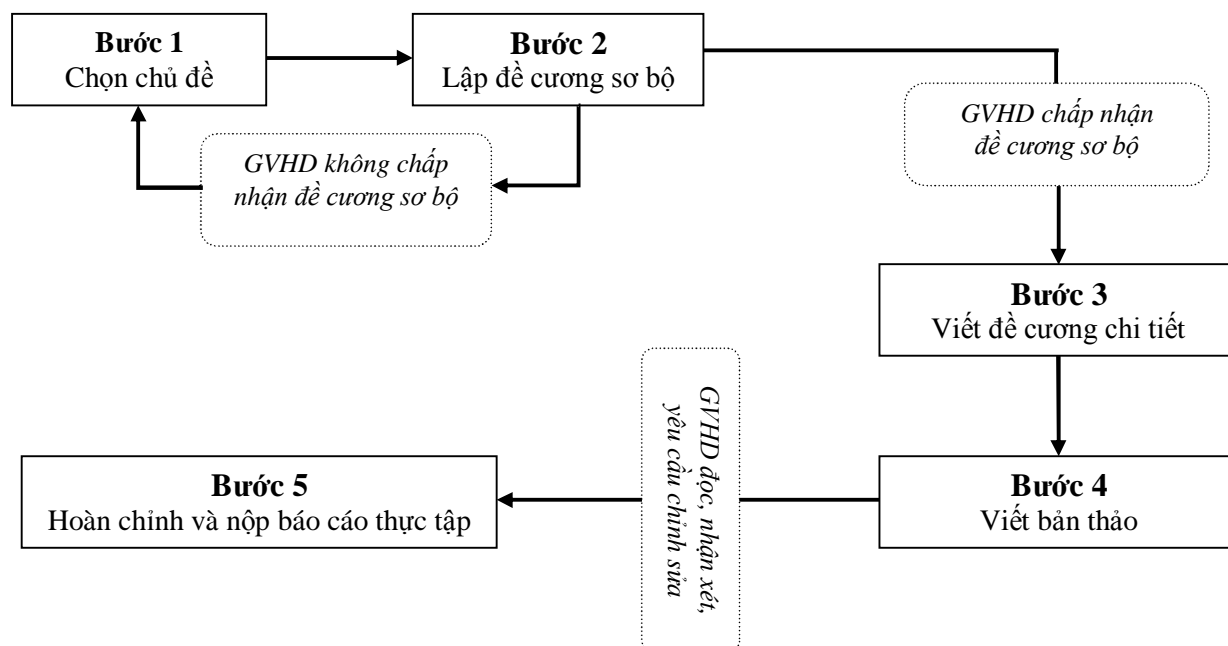 Bước 1
Chọn chủ đề
Bước 2
Lập đề cương sơ bộ
GVHD không chấp
nhận đề cương sơ bộ
GVHD chấp nhận
đề cương sơ bộ
Bước 3
Viết đề cương chi tiết
Bước 4
Viết bản thảo
GVHD đọc, nhận xét,
yêu cầu chỉnh sửa
Bước 5
Hoàn chỉnh và nộp báo cáo thực tập